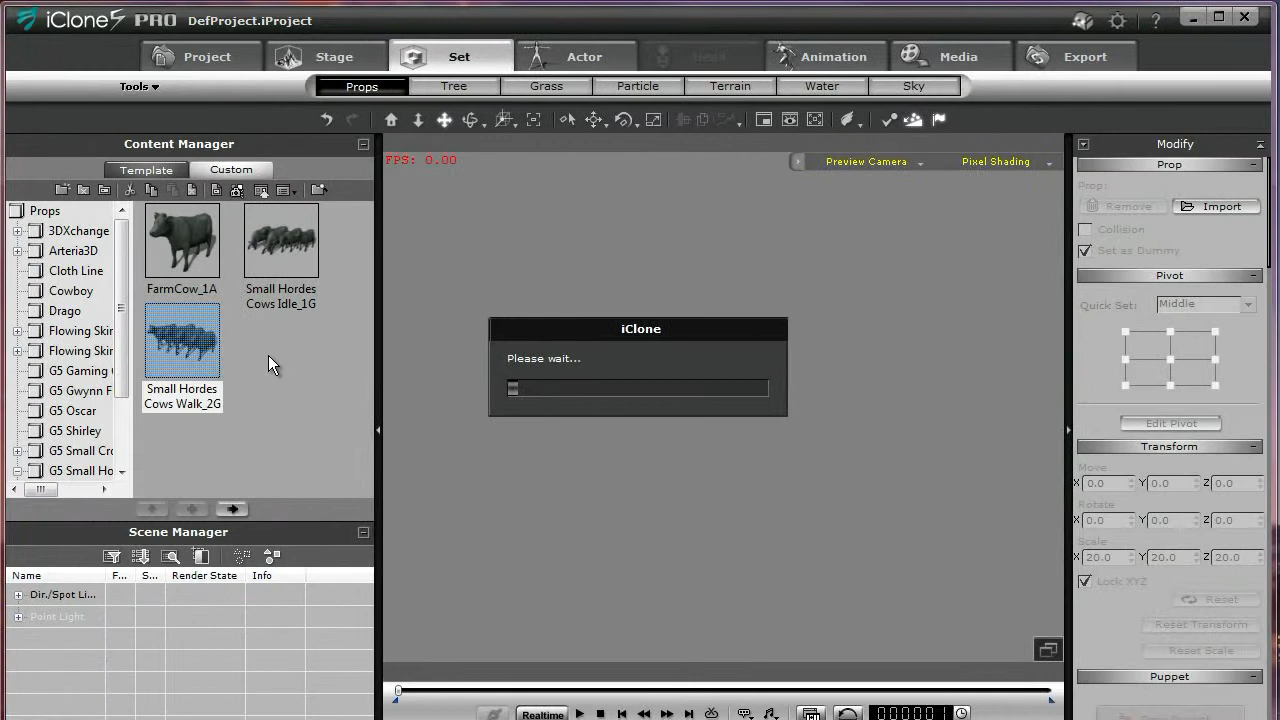 iClone5 PRO DefProject.iProject
Project Stage Set Actor Head Animation Media Export
Tools Props Tree Grass Particle Terrain Water Sky
Content Manager
Template Custom
Props
3DXchange
Arteria3D
Cloth Line
Cowboy
Drago
Flowing Skir
Flowing Skir
G5 Gaming
G5 Gwynn F
G5 Oscar
G5 Shirley
G5 Small Cro
G5 Small Ho
FarmCow_1A
Small Hordes
Cows Idle_1G
Small Hordes
Cows Walk_2G
FPS: 0.00
Preview Camera
Pixel Shading
iClone
Please wait...
Scene Manager
Name F... S... Render State Info
Dir./Spot Li...
Point Light
Realtime
00000
Modify
Prop
Prop:
Remove Import
Collision
Set as Dummy
Pivot
Quick Set: Middle
Edit Pivot
Transform
Move
X 0.0 Y 0.0 Z 0.0
Rotate
X 0.0 Y 0.0 Z 0.0
Scale
X 20.0 Y 20.0 Z 20.0
Lock XYZ
Reset
Reset Transform
Reset Scale
Puppet